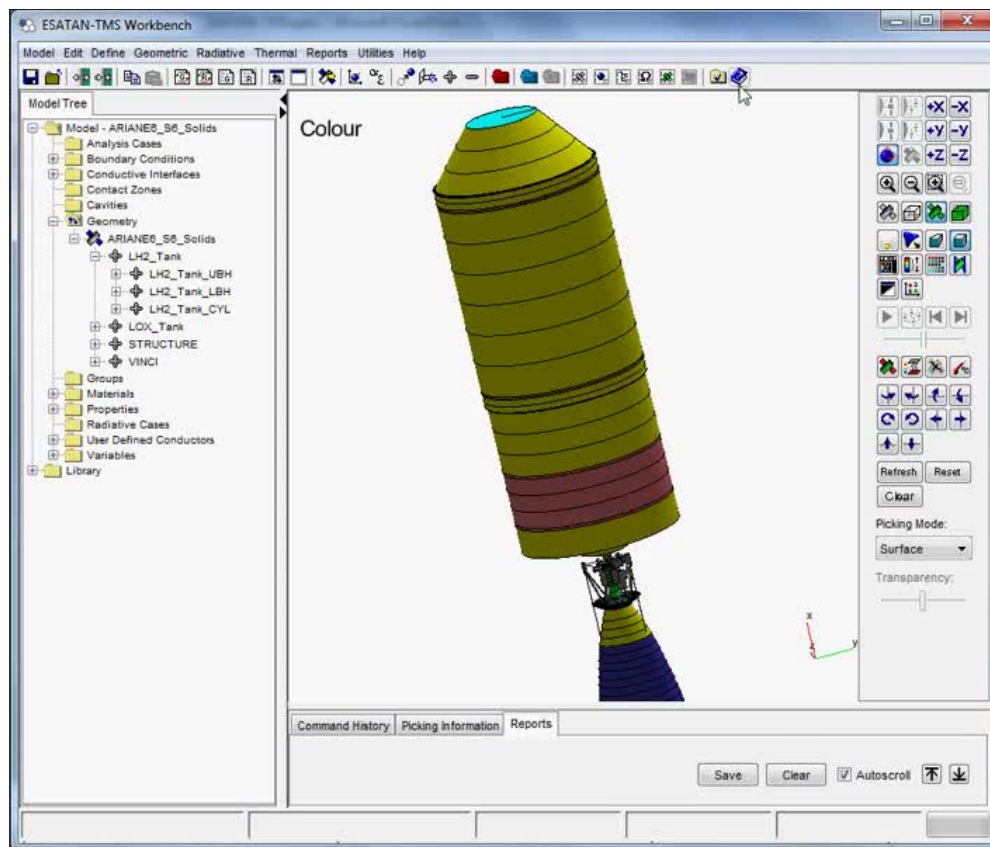 ESATAN-TMS Workbench
Model Edit Define Geometric Radiative Thermal Reports Utilities Help
Model Tree
Model - ARIANE6_S6_Solids
Analysis Cases
Boundary Conditions
Conductive Interfaces
Contact Zones
Cavities
Geometry
ARIANE6_S6_Solids
LH2_Tank
LH2_Tank_UBH
LH2_Tank_LBH
LH2_Tank_CYL
LOX_Tank
STRUCTURE
VINCI
Groups
Materials
Properties
Radiative Cases
User Defined Conductors
Variables
Library
Colour
x
y
z
+X -X
+Y -Y
+Z -Z
Refresh Reset
Clear
Picking Mode:
Surface
Transparency:
Command History Picking Information Reports
Save Clear Autoscroll